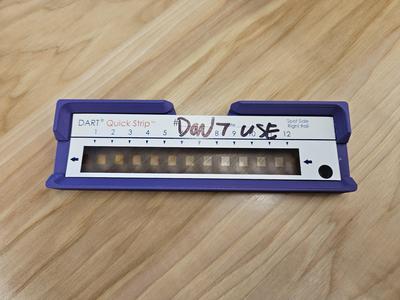 DART® Quick Strip™ # DON'T USE Spot Side
Right Rail
1 2 3 4 5 6 7 8 9 10 11 12